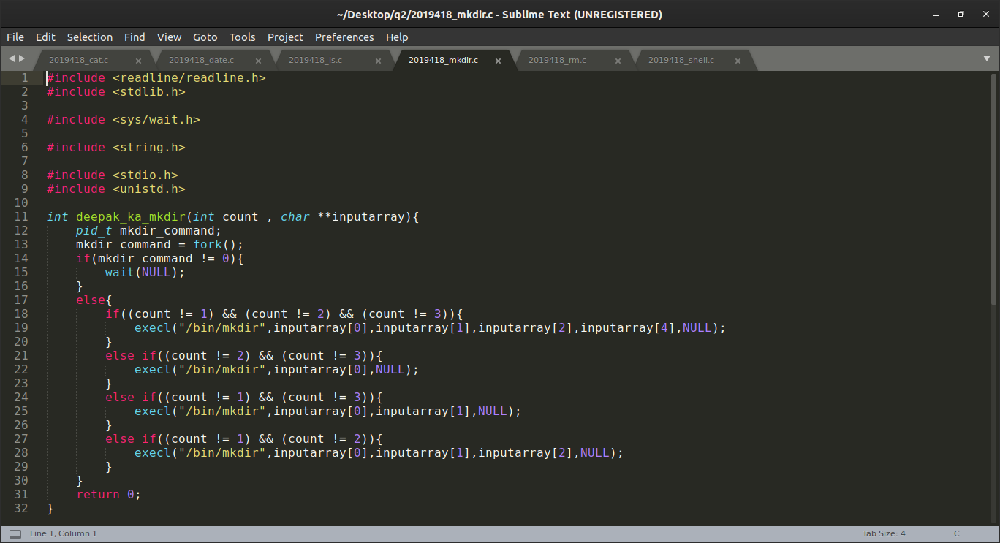 ~/Desktop/q2/2019418_mkdir.c - Sublime Text (UNREGISTERED)
File Edit Selection Find View Goto Tools Project Preferences Help
2019418_cat.c 2019418_date.c 2019418_ls.c 2019418_mkdir.c 2019418_rm.c 2019418_shell.c
1 #include <readline/readline.h>
2 #include <stdlib.h>
3
4 #include <sys/wait.h>
5
6 #include <string.h>
7
8 #include <stdio.h>
9 #include <unistd.h>
10
11 int deepak_ka_mkdir(int count , char **inputarray){
12     pid_t mkdir_command;
13     mkdir_command = fork();
14     if(mkdir_command != 0){
15         wait(NULL);
16     }
17     else{
18         if((count != 1) && (count != 2) && (count != 3)){
19             execl("/bin/mkdir",inputarray[0],inputarray[1],inputarray[2],inputarray[4],NULL);
20         }
21         else if((count != 2) && (count != 3)){
22             execl("/bin/mkdir",inputarray[0],NULL);
23         }
24         else if((count != 1) && (count != 3)){
25             execl("/bin/mkdir",inputarray[0],inputarray[1],NULL);
26         }
27         else if((count != 1) && (count != 2)){
28             execl("/bin/mkdir",inputarray[0],inputarray[1],inputarray[2],NULL);
29         }
30     }
31     return 0;
32 }
Line 1, Column 1 Tab Size: 4 C